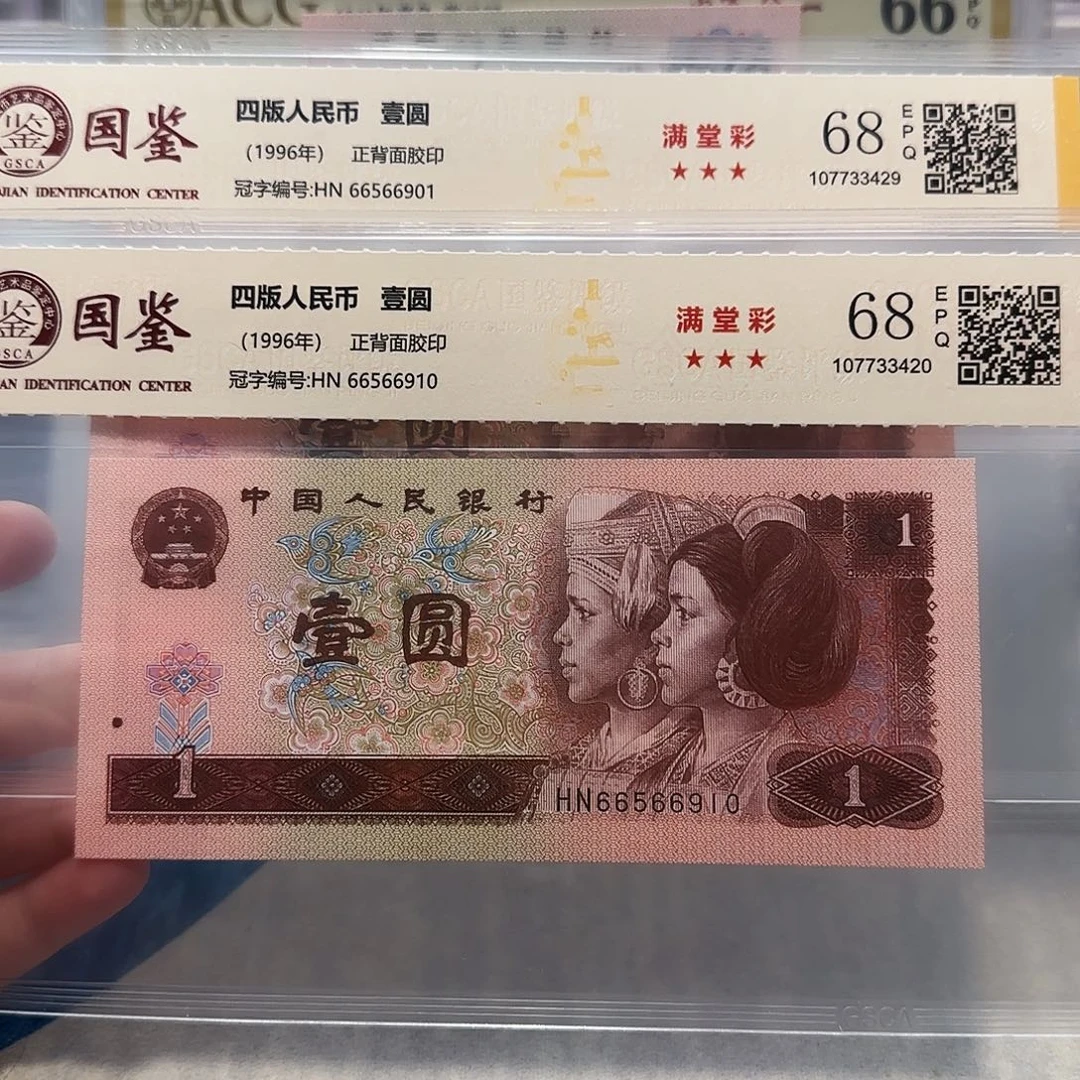 ACG
66
国鉴
GSCA
JIAN IDENTIFICATION CENTER
四版人民币 壹圆
(1996年) 正背面胶印
冠字编号:HN 66566901
满堂彩
★★★
68
EPQ
107733429
国鉴
GSCA
IAN IDENTIFICATION CENTER
四版人民币 壹圆
(1996年) 正背面胶印
冠字编号:HN 66566910
满堂彩
★★★
68
EPQ
107733420
中国人民银行
1
壹圆
1
HN66566910
1
GSCA